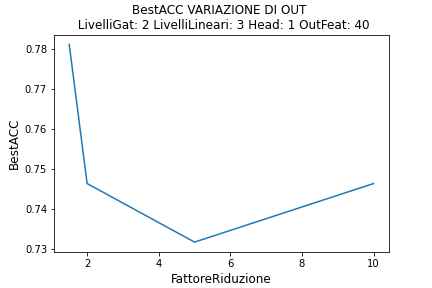 BestACC VARIAZIONE DI OUT
LivelliGat: 2 LivelliLineari: 3 Head: 1 OutFeat: 40
0.78
0.77
0.76
0.75
0.74
0.73
BestACC
2
4
6
8
10
FattoreRiduzione